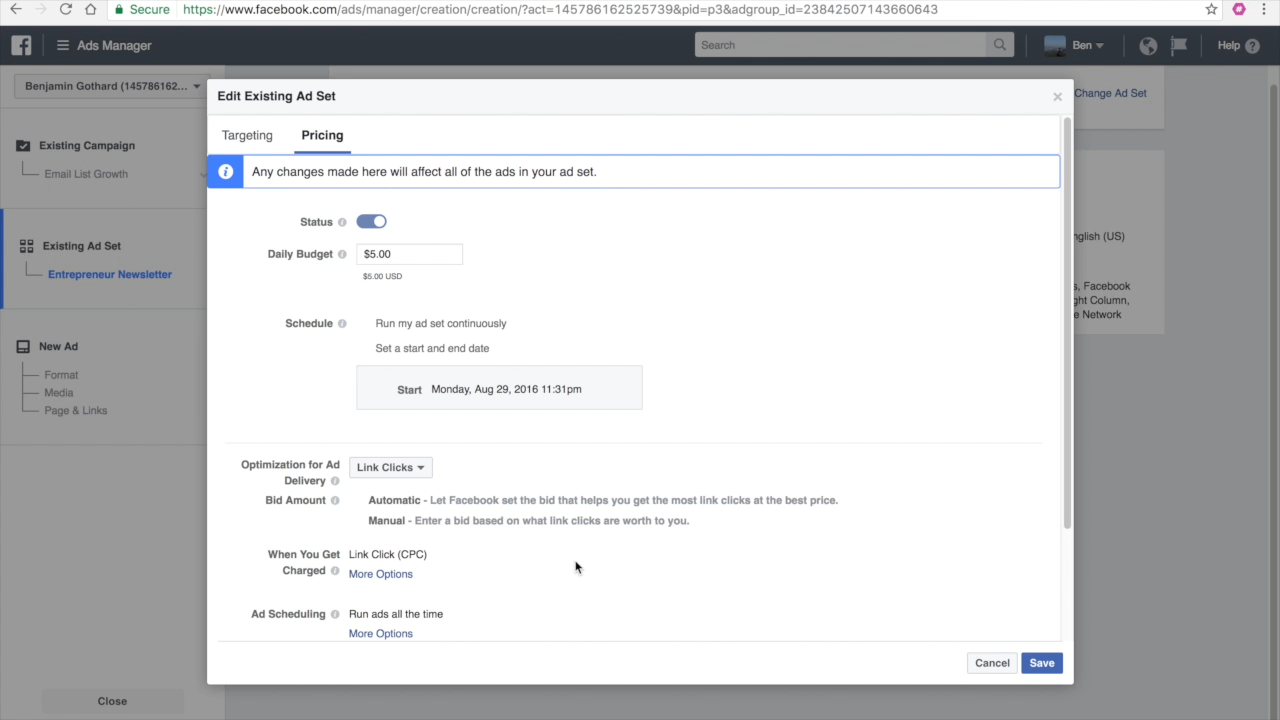 Secure https://www.facebook.com/ads/manager/creation/creation/?act=145786162525739&pid=p3&adgroup_id=23842507143660643
Ads Manager
Search
Ben
Help
Benjamin Gothard (145786162...
Change Ad Set
Existing Campaign
Email List Growth
Existing Ad Set
Entrepreneur Newsletter
New Ad
Format
Media
Page & Links
Close
Edit Existing Ad Set
Targeting Pricing
Any changes made here will affect all of the ads in your ad set.
Status
Daily Budget $5.00
$5.00 USD
Schedule Run my ad set continuously
Set a start and end date
Start Monday, Aug 29, 2016 11:31pm
Optimization for Ad
Delivery
Link Clicks
Bid Amount Automatic - Let Facebook set the bid that helps you get the most link clicks at the best price.
Manual - Enter a bid based on what link clicks are worth to you.
When You Get
Charged
Link Click (CPC)
More Options
Ad Scheduling Run ads all the time
More Options
Cancel Save
(US)
Facebook
Column,
Network